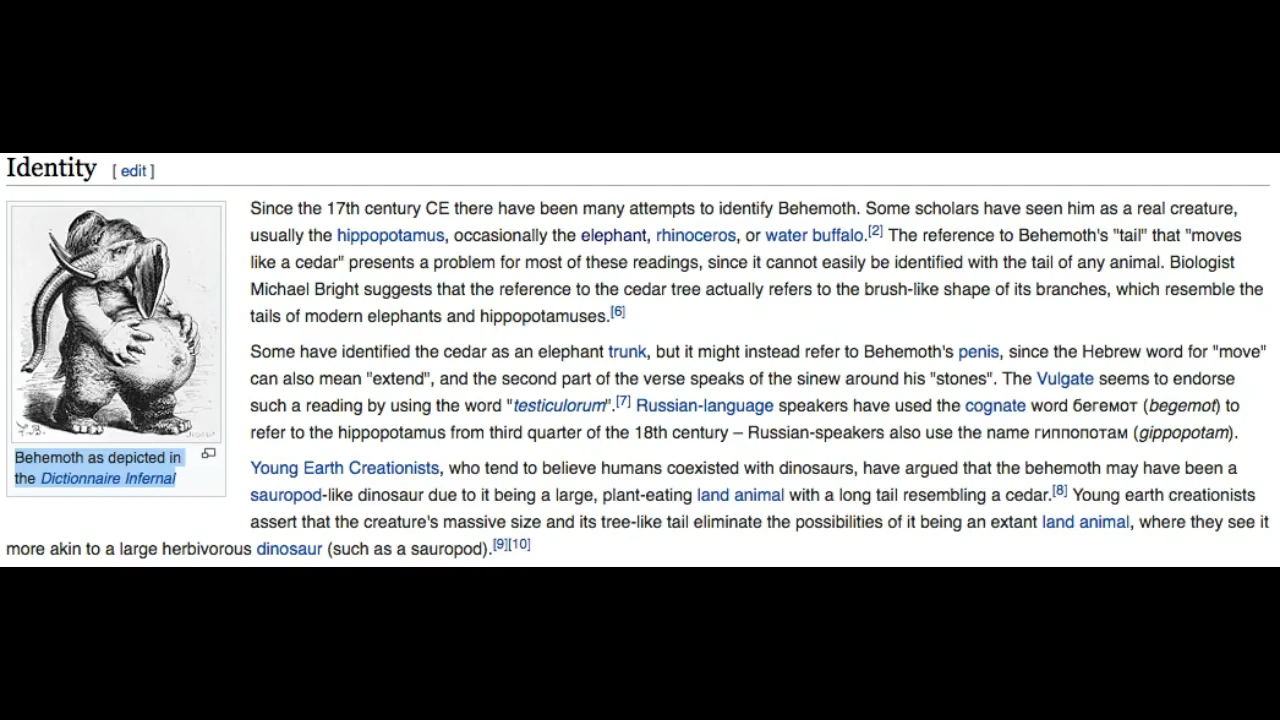 Identity [ edit ]
Since the 17th century CE there have been many attempts to identify Behemoth. Some scholars have seen him as a real creature,
usually the hippopotamus, occasionally the elephant, rhinoceros, or water buffalo.[2] The reference to Behemoth's "tail" that "moves
like a cedar" presents a problem for most of these readings, since it cannot easily be identified with the tail of any animal. Biologist
Michael Bright suggests that the reference to the cedar tree actually refers to the brush-like shape of its branches, which resemble the
tails of modern elephants and hippopotamuses.[6]
Some have identified the cedar as an elephant trunk, but it might instead refer to Behemoth's penis, since the Hebrew word for "move"
can also mean "extend", and the second part of the verse speaks of the sinew around his "stones". The Vulgate seems to endorse
such a reading by using the word "testiculorum".[7] Russian-language speakers have used the cognate word бегемот (begemot) to
refer to the hippopotamus from third quarter of the 18th century – Russian-speakers also use the name гиппопотам (gippopotam).
Behemoth as depicted in
the Dictionnaire Infernal
Young Earth Creationists, who tend to believe humans coexisted with dinosaurs, have argued that the behemoth may have been a
sauropod-like dinosaur due to it being a large, plant-eating land animal with a long tail resembling a cedar.[8] Young earth creationists
assert that the creature's massive size and its tree-like tail eliminate the possibilities of it being an extant land animal, where they see it
more akin to a large herbivorous dinosaur (such as a sauropod).[9][10]